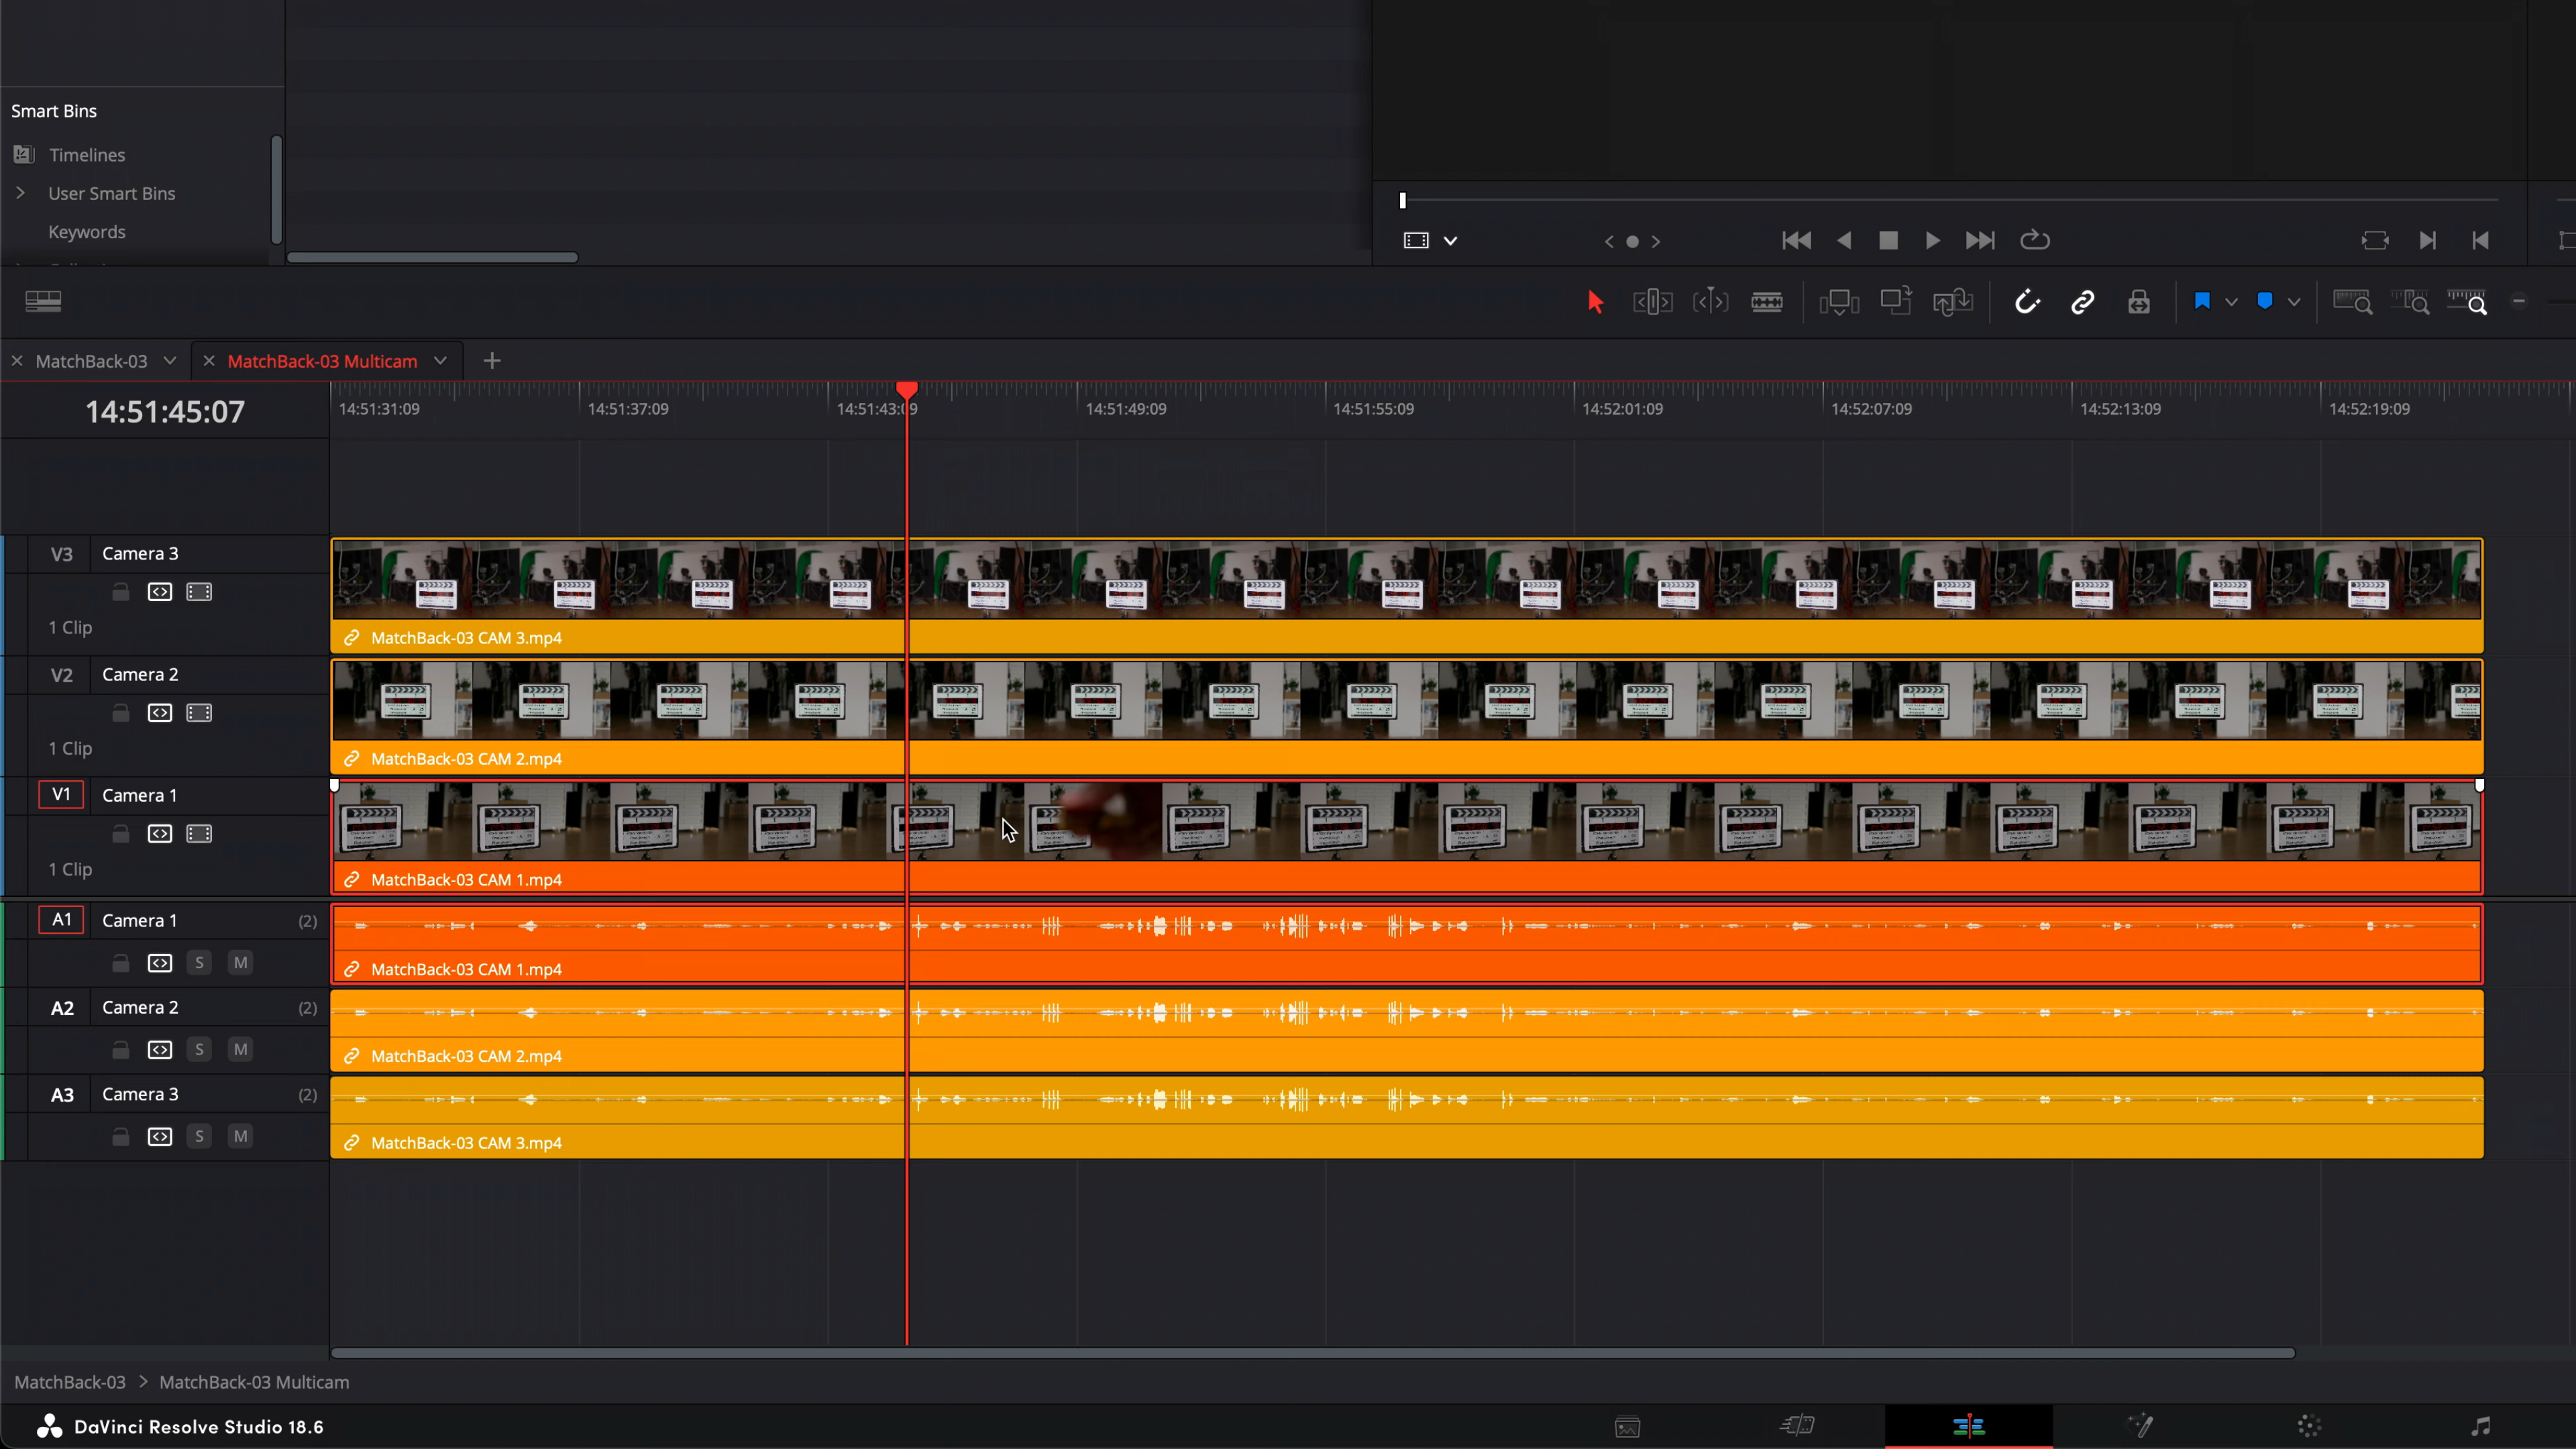 Smart Bins
Timelines
User Smart Bins
Keywords
MatchBack-03
MatchBack-03 Multicam
14:51:45:07
14:51:31:09
14:51:37:09
14:51:43:09
14:51:49:09
14:51:55:09
14:52:01:09
14:52:07:09
14:52:13:09
14:52:19:09
V3 Camera 3
1 Clip
MatchBack-03 CAM 3.mp4
V2 Camera 2
1 Clip
MatchBack-03 CAM 2.mp4
V1 Camera 1
1 Clip
MatchBack-03 CAM 1.mp4
A1 Camera 1 (2)
S M
MatchBack-03 CAM 1.mp4
A2 Camera 2 (2)
S M
MatchBack-03 CAM 2.mp4
A3 Camera 3 (2)
S M
MatchBack-03 CAM 3.mp4
MatchBack-03 > MatchBack-03 Multicam
DaVinci Resolve Studio 18.6